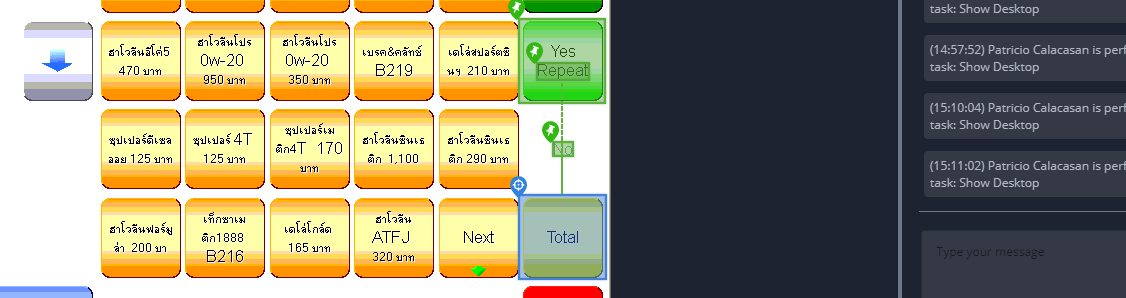 ฮาโวลีนอีโค่5
470 บาท
ฮาโวลีนโปร
0w-20
950 บาท
ฮาโวลีนโปร
0w-20
350 บาท
เบรค&คลัทช์
B219
เดโล่สปอร์ตซิ
นฯ 210 บาท
Yes
Repeat
ซุปเปอร์ดีเซล
ลอย 125 บาท
ซุปเปอร์ 4T
125 บาท
ซุปเปอร์เม
ติก4T 170
บาท
ฮาโวลีนซินเธ
ติก 1,100
ฮาโวลีนซินเธ
ติก 290 บาท
No
ฮาโวลีนฟอร์มู
ล่า 200 บา
เท็กซาเม
ติก1888
B216
เดโล่โกล์ด
165 บาท
ฮาโวลีน
ATFJ
320 บาท
Next
Total
task: Show Desktop
(14:57:52) Patricio Calacasan is perf
task: Show Desktop
(15:10:04) Patricio Calacasan is perf
task: Show Desktop
(15:11:02) Patricio Calacasan is perf
task: Show Desktop
Type your message